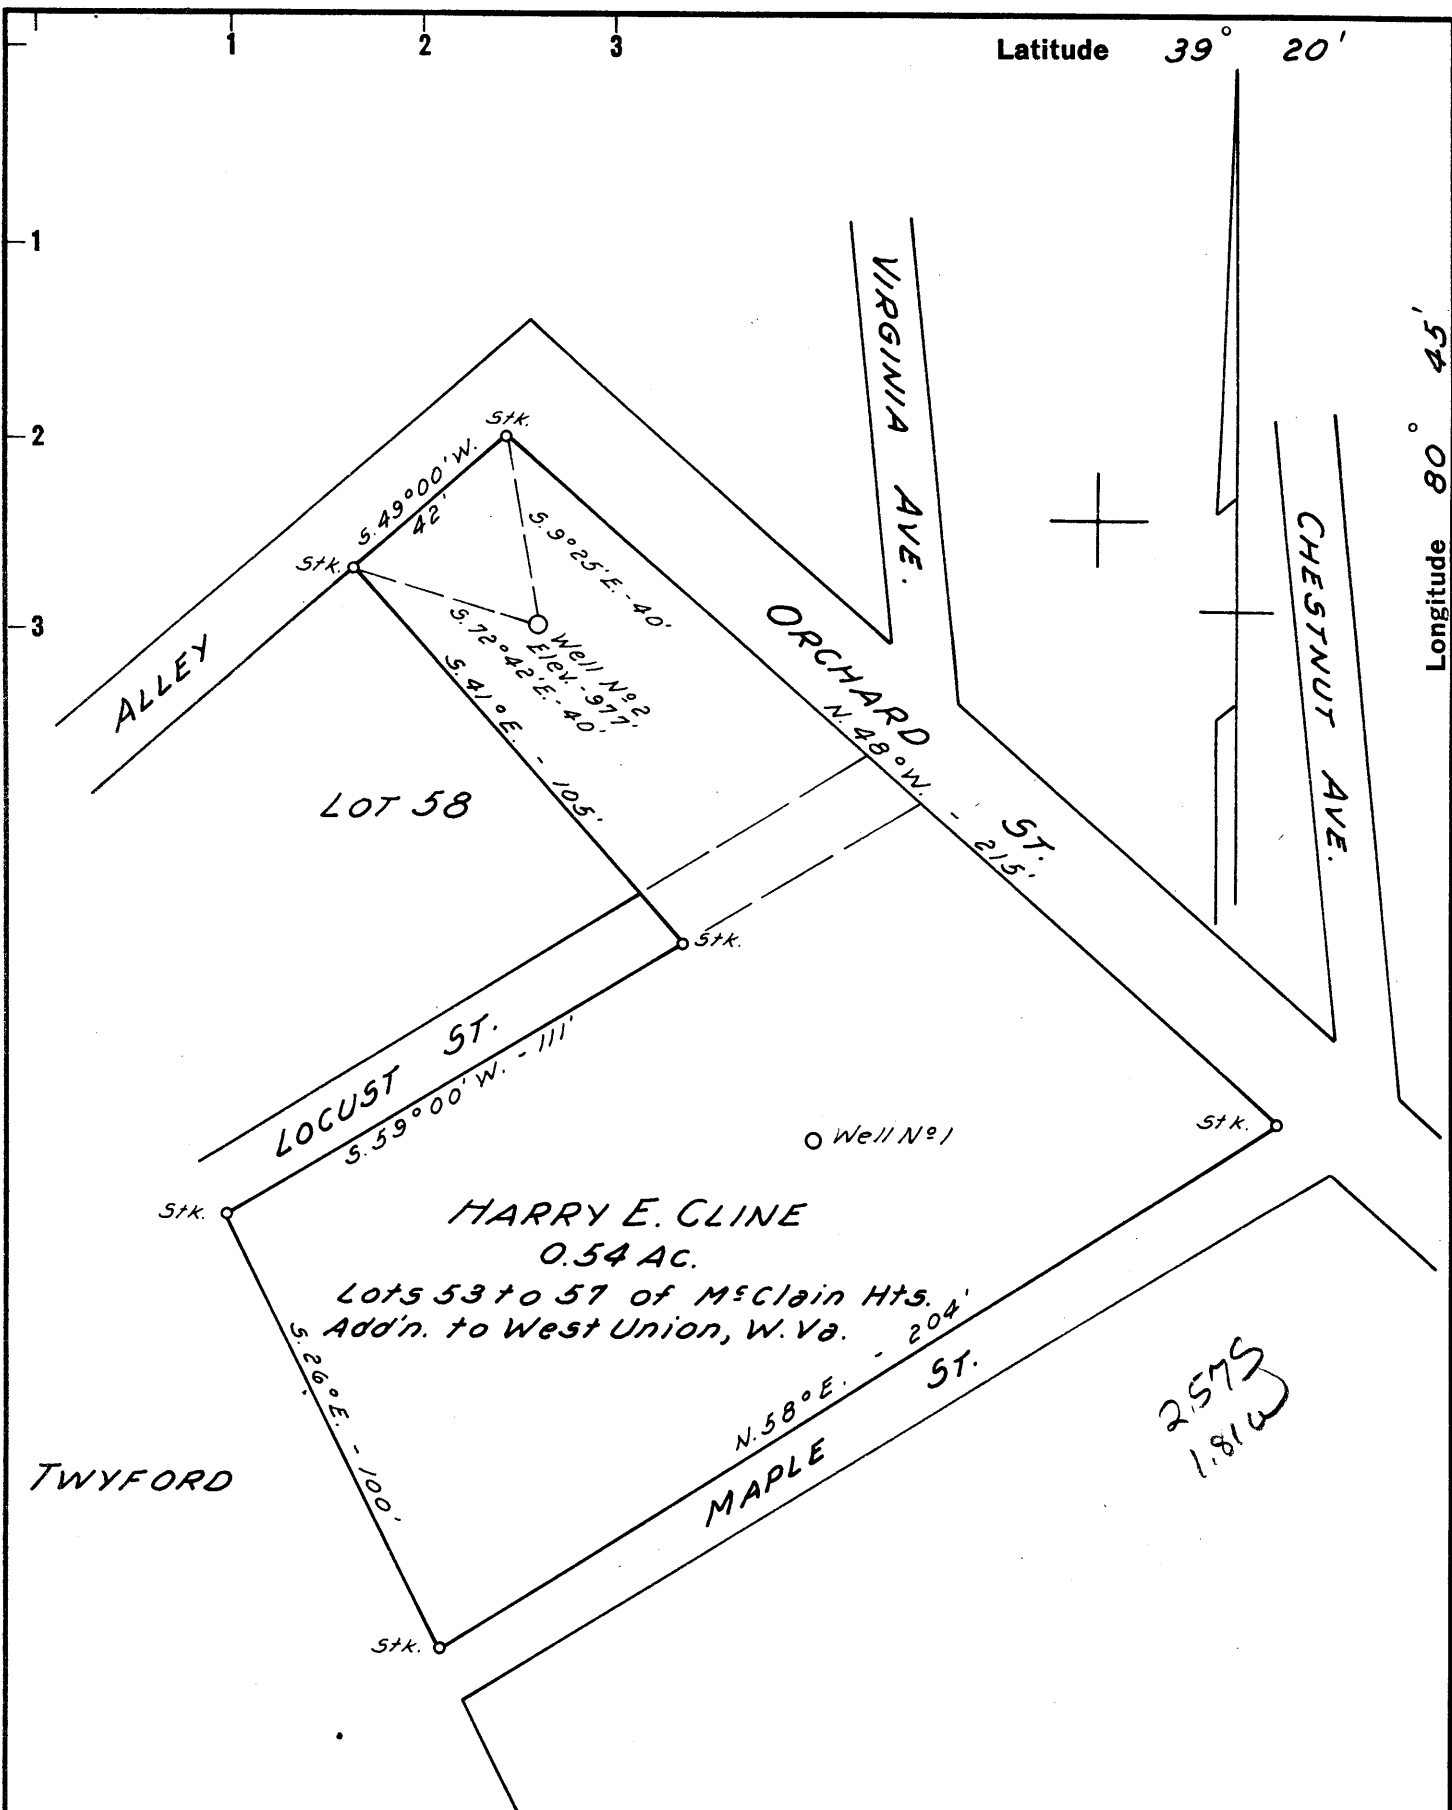 1 2 3
Latitude 39° 20'
1
2
3
Longitude 80° 45'
VIRGINIA AVE.
CHESTNUT AVE.
Stk.
S. 49°00' W.
42'
Stk.
S. 9°25' E. - 40'
Well Nº 2
Elev. - 977'
S. 72°42' E. - 40'
ALLEY
S. 41° E. - 105'
ORCHARD ST.
N. 48° W. - 215'
LOT 58
Stk.
LOCUST ST.
S. 59°00' W. - 111'
Well Nº 1
Stk.
Stk.
HARRY E. CLINE
0.54 AC.
Lots 53 to 57 of McClain Hts.
Add'n. to West Union, W. Va.
S. 26° E. - 100'
N. 58° E. - 204'
MAPLE ST.
2.57 S
1.81 W
TWYFORD
Stk.